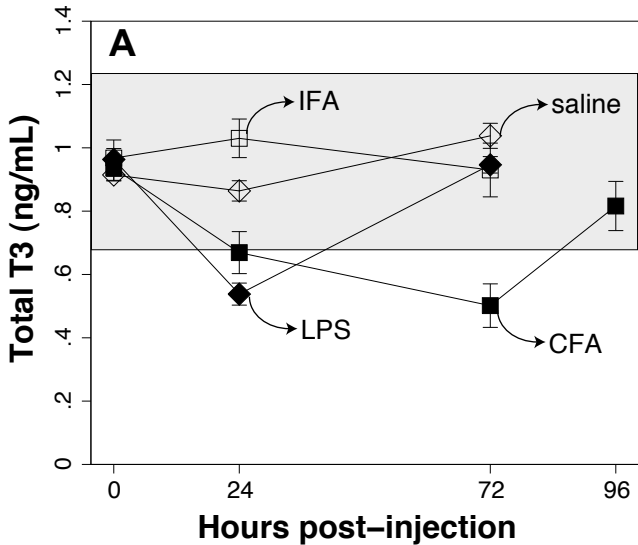 A
1.4
1.2
1
.8
.6
.4
.2
0
Total T3 (ng/mL)
IFA
saline
LPS
CFA
0
24
72
96
Hours post–injection